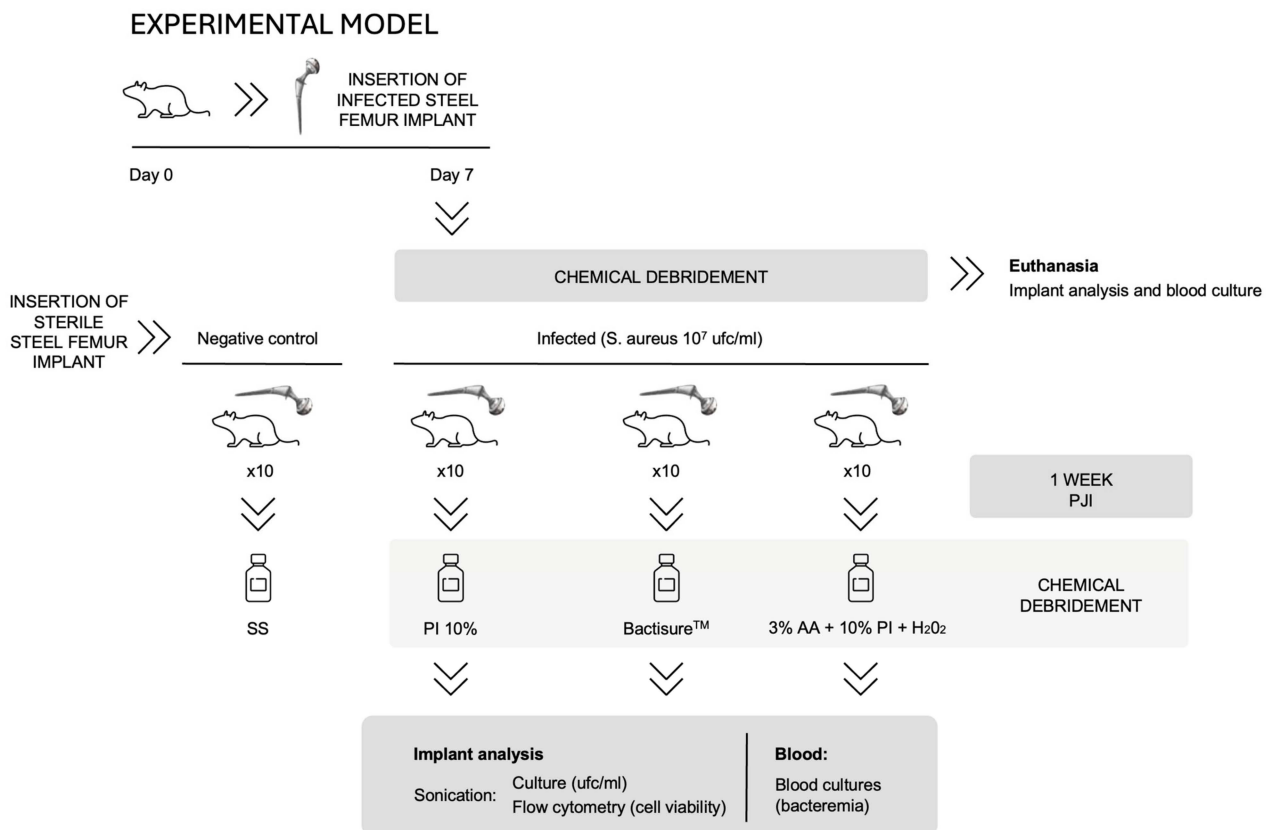 EXPERIMENTAL MODEL
INSERTION OF
INFECTED STEEL
FEMUR IMPLANT
Day 0
Day 7
CHEMICAL DEBRIDEMENT
Euthanasia
Implant analysis and blood culture
INSERTION OF
STERILE
STEEL FEMUR
IMPLANT
Negative control
Infected (S. aureus 10⁷ ufc/ml)
x10
x10
x10
x10
1 WEEK
PJI
SS
PI 10%
Bactisure™
3% AA + 10% PI + H₂0₂
CHEMICAL
DEBRIDEMENT
Implant analysis
Sonication:
Culture (ufc/ml)
Flow cytometry (cell viability)
Blood:
Blood cultures
(bacteremia)